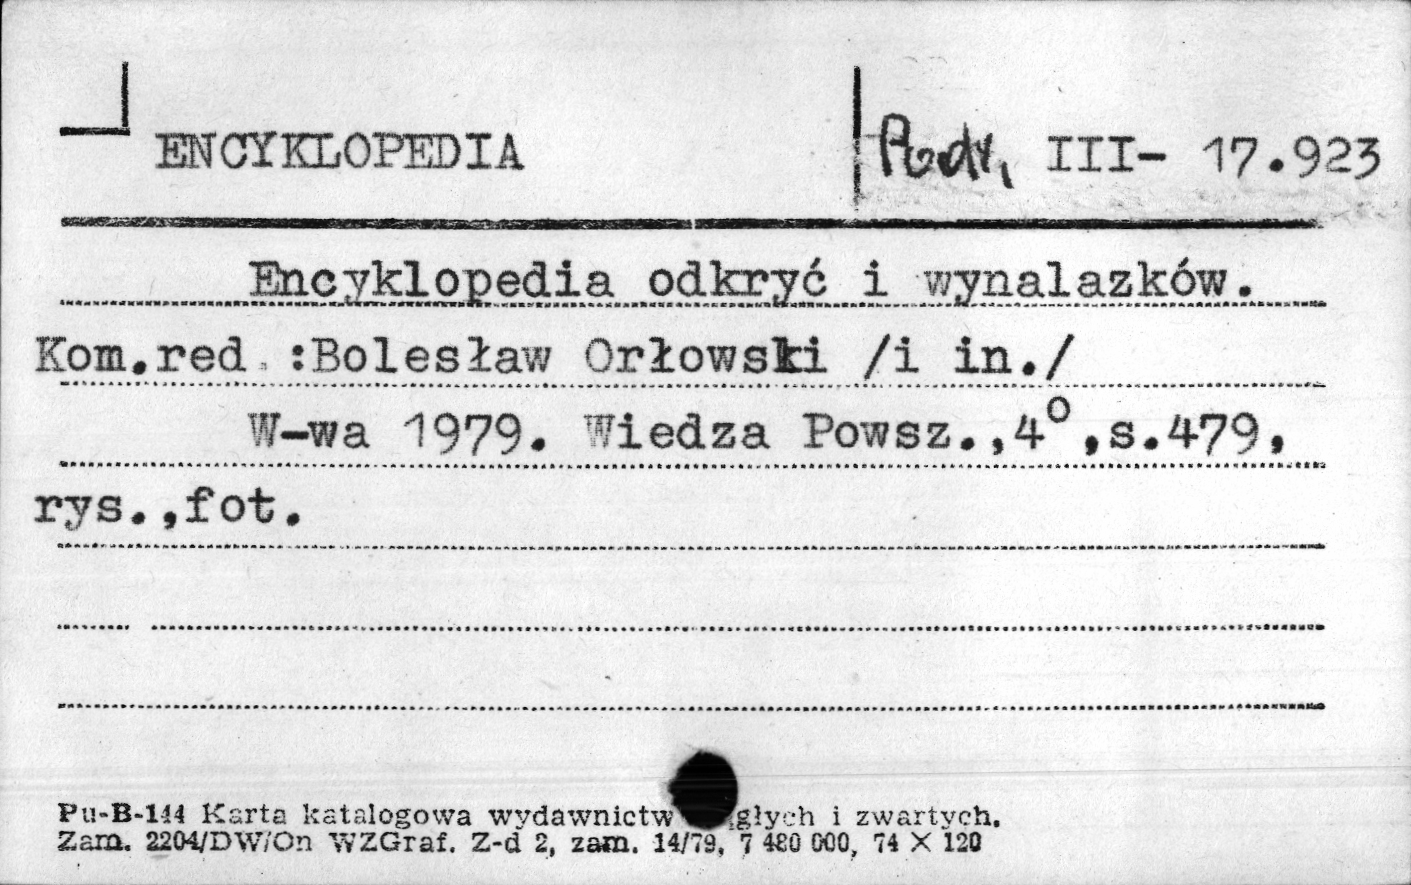 ENCYKLOPEDIA
Podr. III- 17.923
Encyklopedia odkryć i wynalazków.
Kom.red. :Bolesław Orłowski /i in./
W-wa 1979. Wiedza Powsz.,4°,s.479,
rys.,fot.
Pu-B-144 Karta katalogowa wydawnictw głych i zwartych.
Zam. 2204/DW/On WZGraf. Z-d 2, zam. 14/79, 7 480 000, 74 X 120